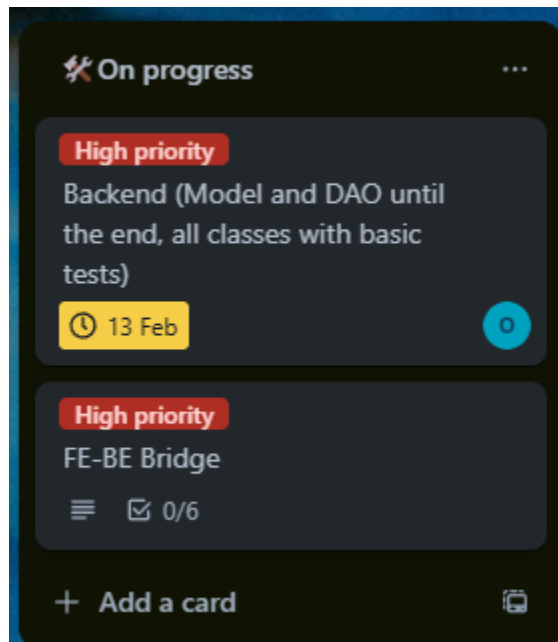 🛠 On progress
High priority
Backend (Model and DAO until
the end, all classes with basic
tests)
13 Feb
O
High priority
FE-BE Bridge
0/6
+ Add a card